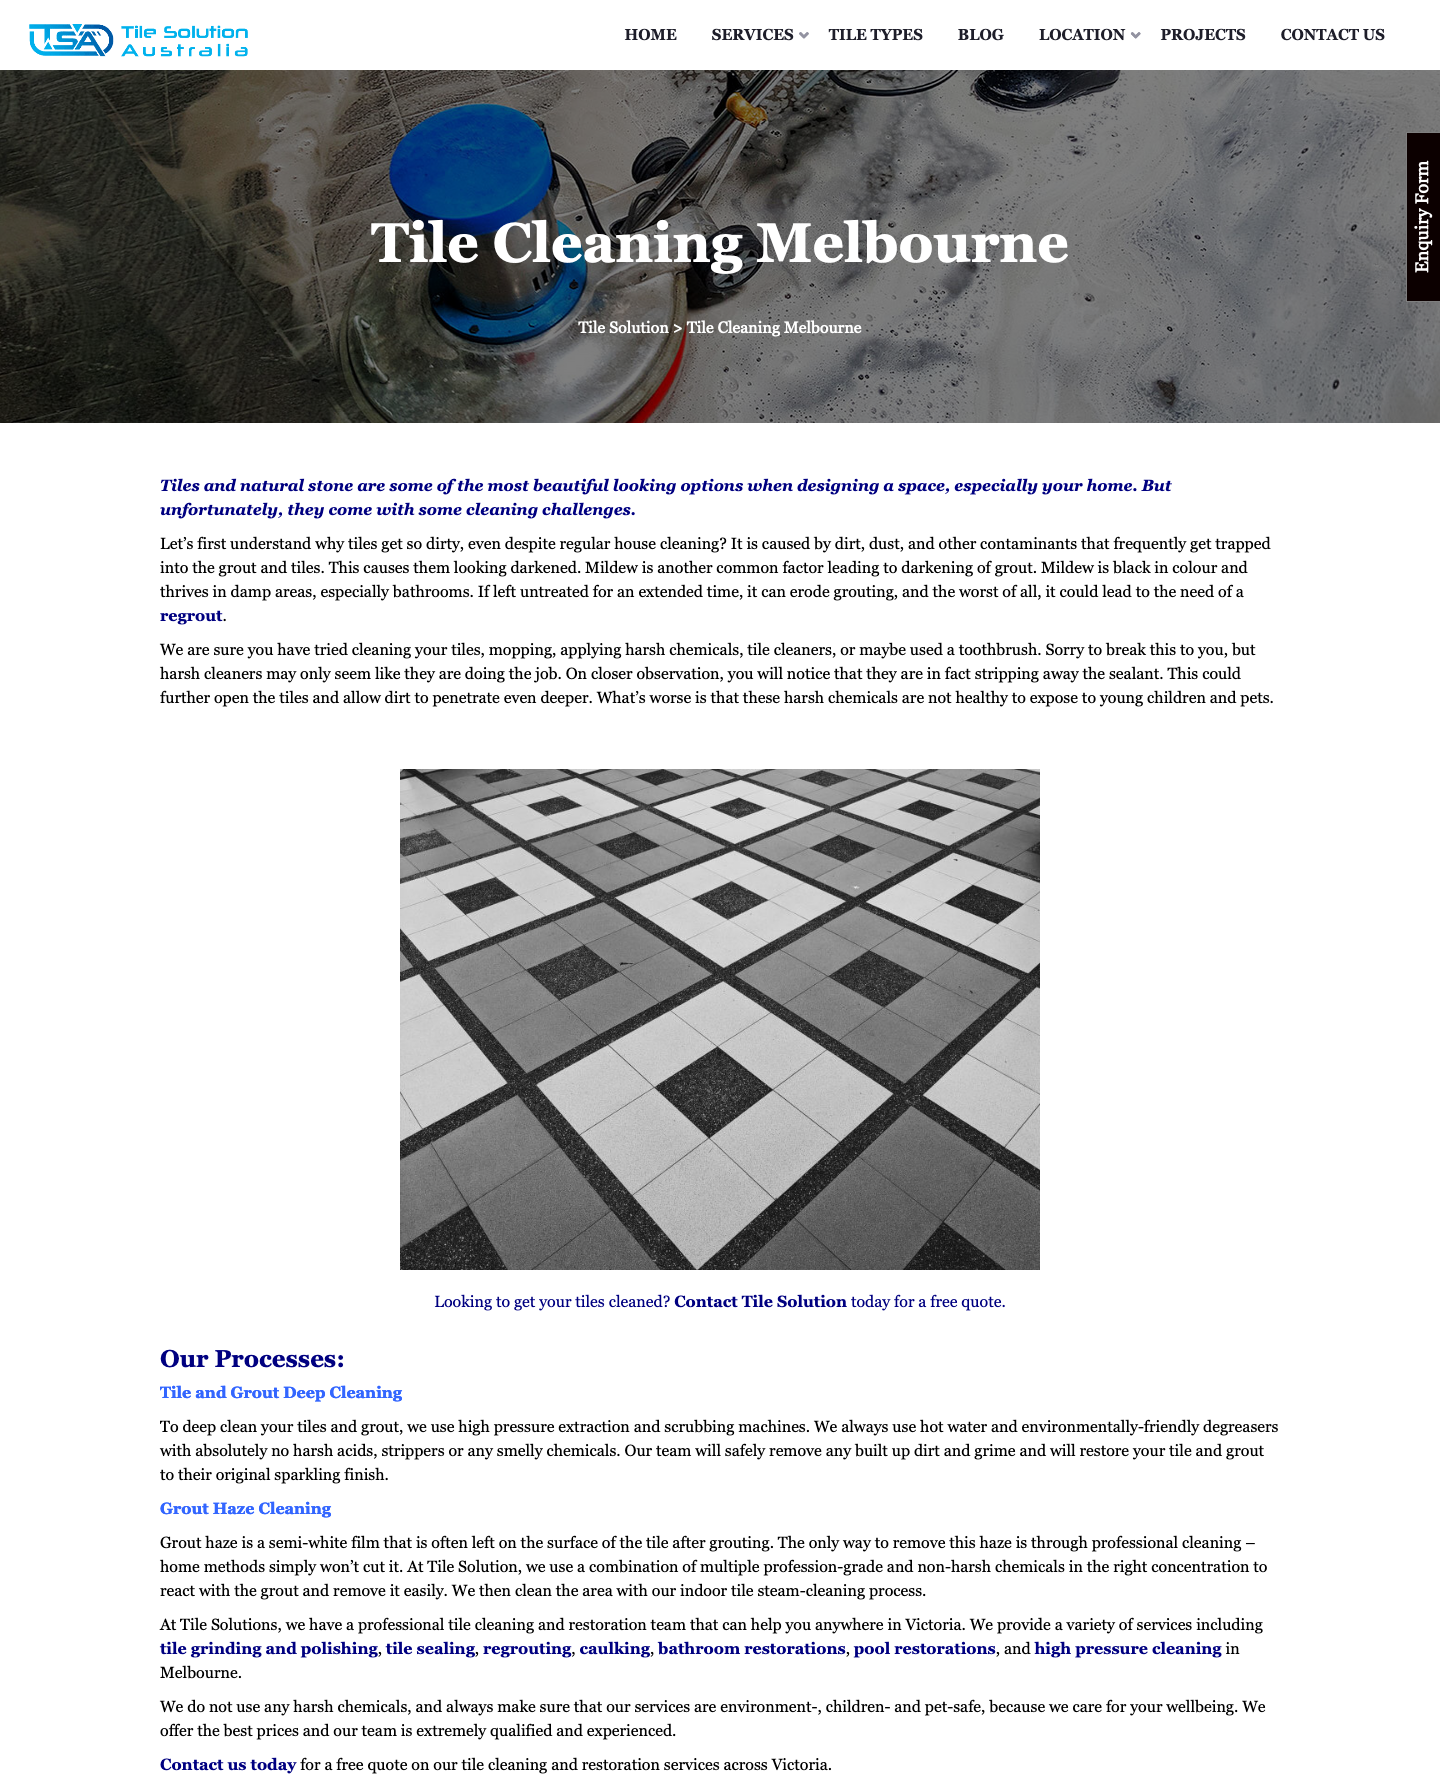 TSA Tile Solution
Australia
HOME SERVICES TILE TYPES BLOG LOCATION PROJECTS CONTACT US
Enquiry Form
Tile Cleaning Melbourne
Tile Solution > Tile Cleaning Melbourne
Tiles and natural stone are some of the most beautiful looking options when designing a space, especially your home. But
unfortunately, they come with some cleaning challenges.
Let’s first understand why tiles get so dirty, even despite regular house cleaning? It is caused by dirt, dust, and other contaminants that frequently get trapped
into the grout and tiles. This causes them looking darkened. Mildew is another common factor leading to darkening of grout. Mildew is black in colour and
thrives in damp areas, especially bathrooms. If left untreated for an extended time, it can erode grouting, and the worst of all, it could lead to the need of a
regrout.
We are sure you have tried cleaning your tiles, mopping, applying harsh chemicals, tile cleaners, or maybe used a toothbrush. Sorry to break this to you, but
harsh cleaners may only seem like they are doing the job. On closer observation, you will notice that they are in fact stripping away the sealant. This could
further open the tiles and allow dirt to penetrate even deeper. What’s worse is that these harsh chemicals are not healthy to expose to young children and pets.
Looking to get your tiles cleaned? Contact Tile Solution today for a free quote.
Our Processes:
Tile and Grout Deep Cleaning
To deep clean your tiles and grout, we use high pressure extraction and scrubbing machines. We always use hot water and environmentally-friendly degreasers
with absolutely no harsh acids, strippers or any smelly chemicals. Our team will safely remove any built up dirt and grime and will restore your tile and grout
to their original sparkling finish.
Grout Haze Cleaning
Grout haze is a semi-white film that is often left on the surface of the tile after grouting. The only way to remove this haze is through professional cleaning –
home methods simply won’t cut it. At Tile Solution, we use a combination of multiple profession-grade and non-harsh chemicals in the right concentration to
react with the grout and remove it easily. We then clean the area with our indoor tile steam-cleaning process.
At Tile Solutions, we have a professional tile cleaning and restoration team that can help you anywhere in Victoria. We provide a variety of services including
tile grinding and polishing, tile sealing, regrouting, caulking, bathroom restorations, pool restorations, and high pressure cleaning in
Melbourne.
We do not use any harsh chemicals, and always make sure that our services are environment-, children- and pet-safe, because we care for your wellbeing. We
offer the best prices and our team is extremely qualified and experienced.
Contact us today for a free quote on our tile cleaning and restoration services across Victoria.